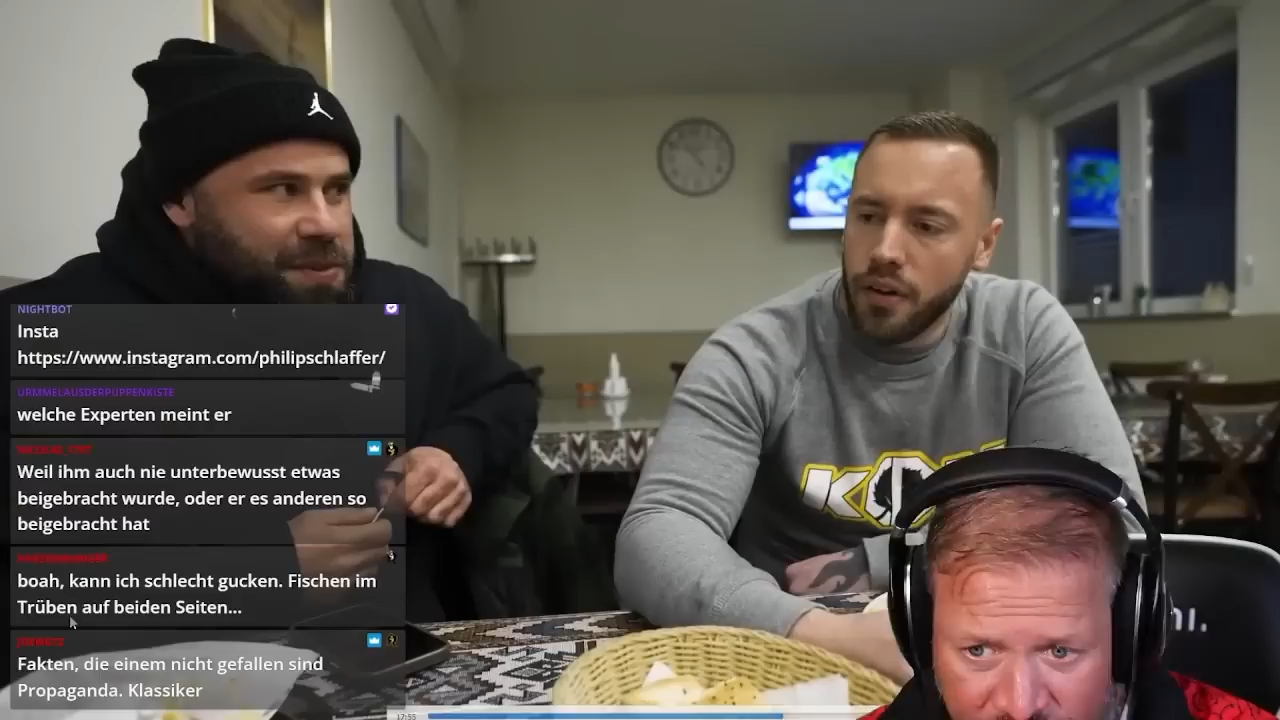 NIGHTBOT
Insta
https://www.instagram.com/philipschlaffer/
URMMELAUSDERPUPPENKISTE
welche Experten meint er
Weil ihm auch nie unterbewusst etwas
beigebracht wurde, oder er es anderen so
beigebracht hat
boah, kann ich schlecht gucken. Fischen im
Trüben auf beiden Seiten...
Fakten, die einem nicht gefallen sind
Propaganda. Klassiker
17:55